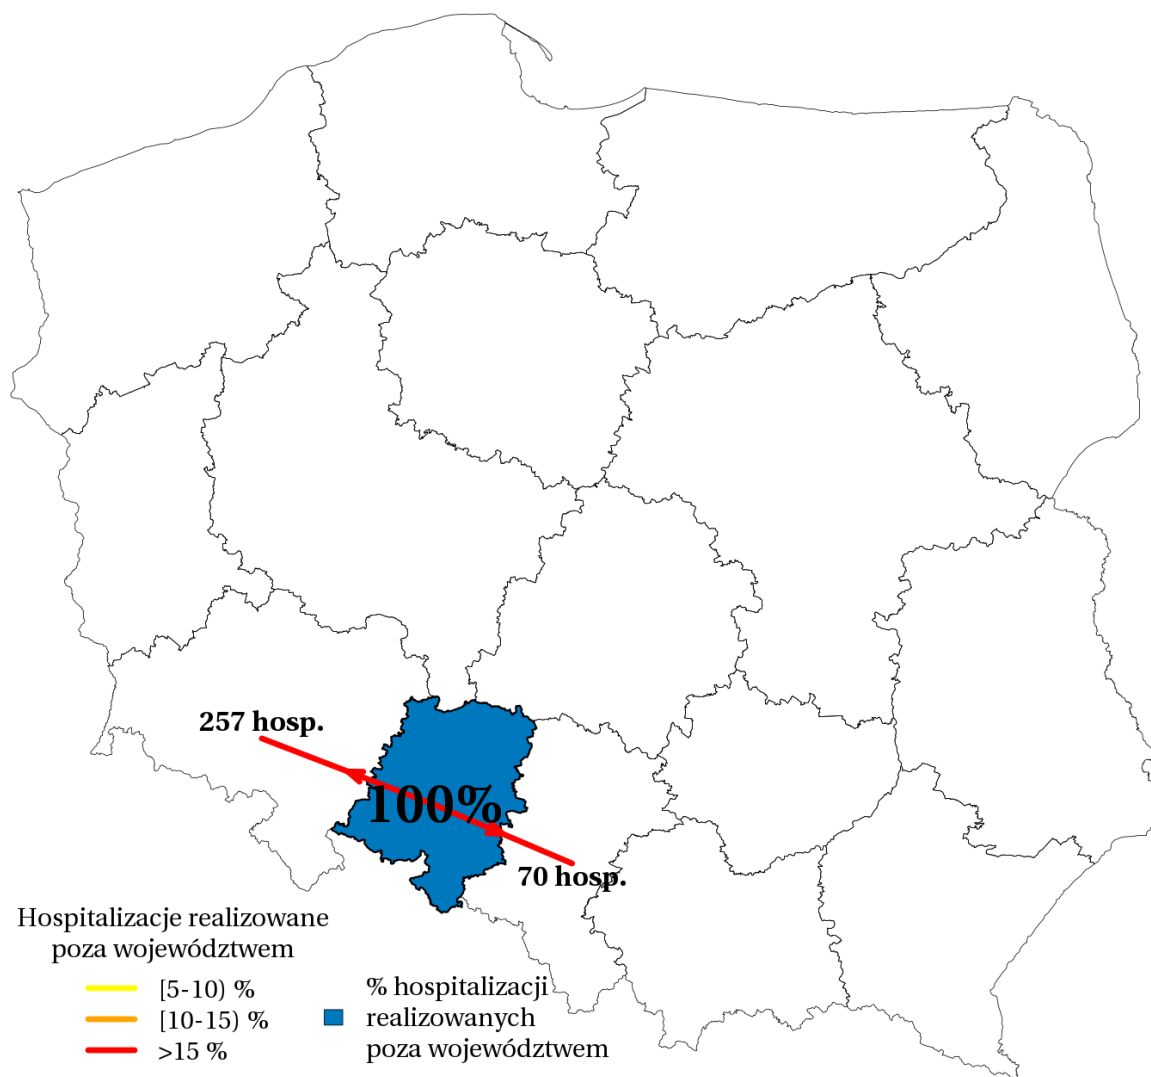 257 hosp.
100%
70 hosp.
Hospitalizacje realizowane
poza województwem
[5-10) %
[10-15) %
>15 %
% hospitalizacji
realizowanych
poza województwem